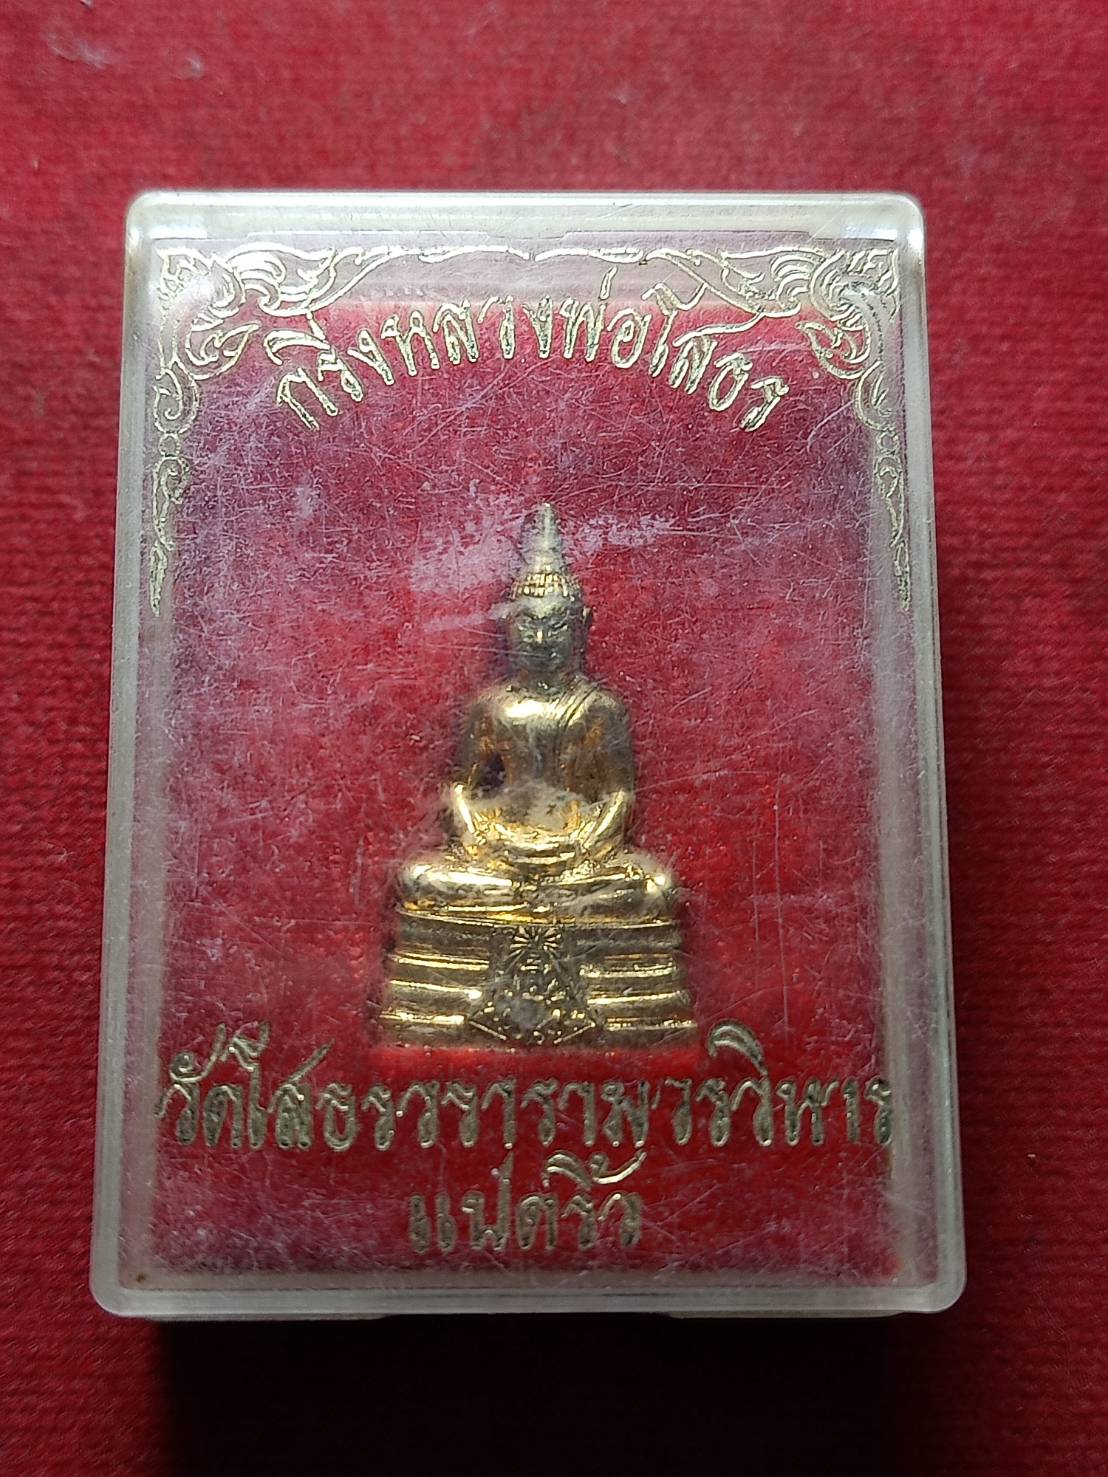 กริ่งหลวงพ่อโสธร
วัดโสธรวรารามวรวิหาร
แปดริ้ว